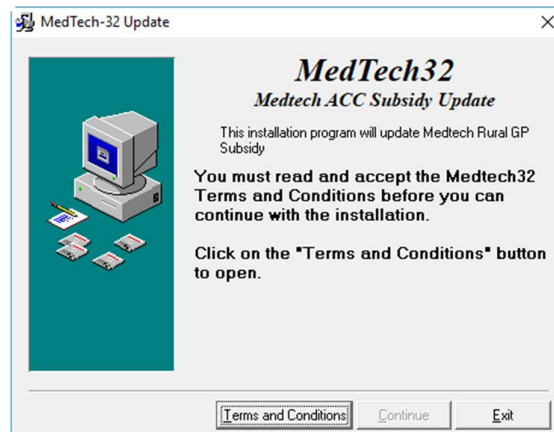 MedTech-32 Update
MedTech32
Medtech ACC Subsidy Update
This installation program will update Medtech Rural GP
Subsidy
You must read and accept the Medtech32
Terms and Conditions before you can
continue with the installation.
Click on the "Terms and Conditions" button
to open.
Terms and Conditions
Continue
Exit